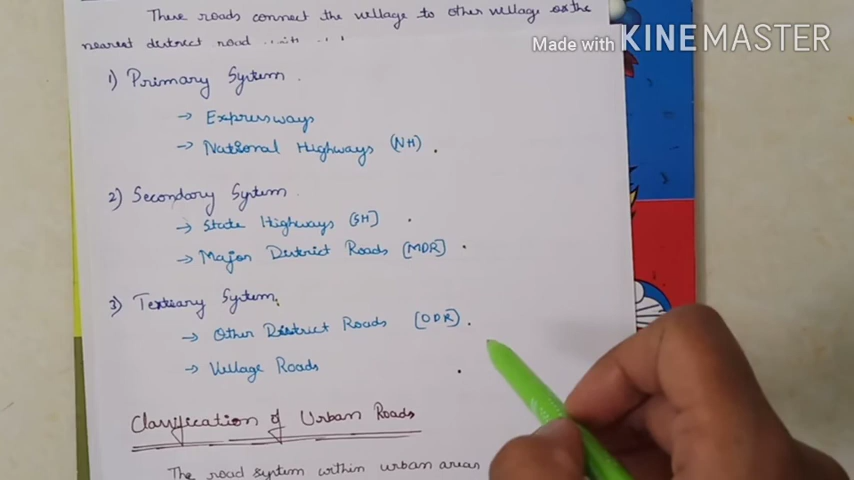 These roads connect the village to other village or the
nearest district road
Made with KINEMASTER
1) Primary System
→ Expressways
→ National Highways (NH)
2) Secondary System
→ State Highways (SH]
→ Major District Roads [MDR]
3) Tertiary System
→ Other District Roads [ODR]
→ Village Roads
Classification of Urban Roads
The road system within urban areas